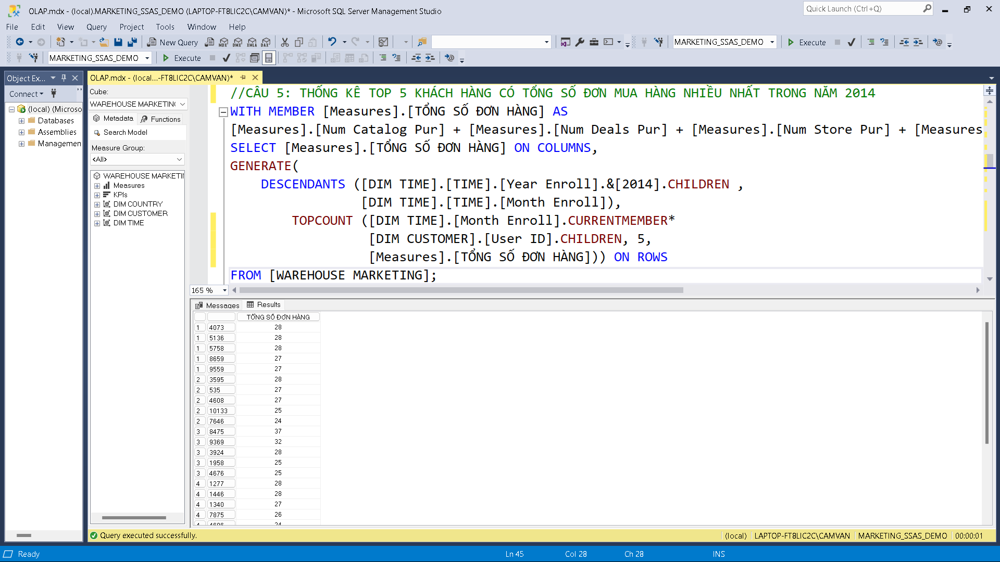 OLAP.mdx - (local).MARKETING_SSAS_DEMO (LAPTOP-FT8LIC2C\CAMVAN)* - Microsoft SQL Server Management Studio
Quick Launch (Ctrl+Q)
File Edit View Query Project Tools Window Help
New Query MDX DMX XMLA DAX MARKETING_SSAS_DEMO Execute
MARKETING_SSAS_DEMO Execute
Object Ex...
Connect
(local) (Microso
Databases
Assemblies
Managemen
OLAP.mdx - (local...-FT8LIC2C\CAMVAN)*
Cube:
WAREHOUSE MARKETIN
Metadata Functions
Search Model
Measure Group:
<All>
WAREHOUSE MARKETIN
Measures
KPIs
DIM COUNTRY
DIM CUSTOMER
DIM TIME
//CÂU 5: THỐNG KÊ TOP 5 KHÁCH HÀNG CÓ TỔNG SỐ ĐƠN MUA HÀNG NHIỀU NHẤT TRONG NĂM 2014
WITH MEMBER [Measures].[TỔNG SỐ ĐƠN HÀNG] AS
[Measures].[Num Catalog Pur] + [Measures].[Num Deals Pur] + [Measures].[Num Store Pur] + [Measures
SELECT [Measures].[TỔNG SỐ ĐƠN HÀNG] ON COLUMNS,
GENERATE(
DESCENDANTS ([DIM TIME].[TIME].[Year Enroll].&[2014].CHILDREN ,
[DIM TIME].[TIME].[Month Enroll]),
TOPCOUNT ([DIM TIME].[Month Enroll].CURRENTMEMBER*
[DIM CUSTOMER].[User ID].CHILDREN, 5,
[Measures].[TỔNG SỐ ĐƠN HÀNG])) ON ROWS
FROM [WAREHOUSE MARKETING];
165 %
Messages Results
TỔNG SỐ ĐƠN HÀNG
1 4073 28
1 5136 28
1 5758 28
1 8659 27
1 9559 27
2 3595 28
2 535 27
2 4608 27
2 10133 25
2 7646 24
3 8475 37
3 9369 32
3 3924 28
3 1958 25
3 4676 25
4 1277 28
4 1446 28
4 1340 27
4 7875 26
Query executed successfully.
(local) LAPTOP-FT8LIC2C\CAMVAN MARKETING_SSAS_DEMO 00:00:01
Ready Ln 45 Col 28 Ch 28 INS